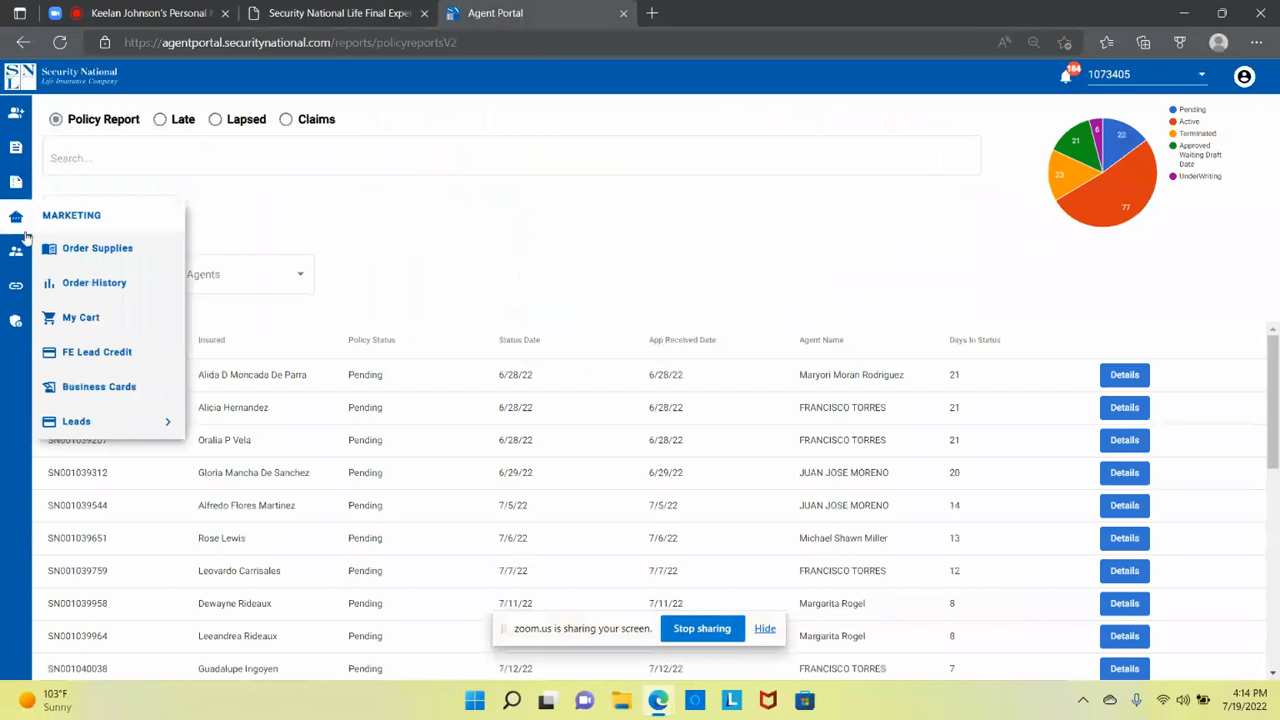 Keelan Johnson's Personal
Security National Life Final Expe
Agent Portal
https://agentportal.securitynational.com/reports/policyreportsV2
SNL
Security National
Life Insurance Company
184
1073405
Policy Report
Late
Lapsed
Claims
Search...
22
77
23
21
6
Pending
Active
Terminated
Approved
Waiting Draft
Date
UnderWriting
MARKETING
Order Supplies
Order History
My Cart
FE Lead Credit
Business Cards
Leads
Agents
Insured Policy Status Status Date App Received Date Agent Name Days In Status
Alida D Moncada De Parra Pending 6/28/22 6/28/22 Maryori Moran Rodriguez 21 Details
Alicia Hernandez Pending 6/28/22 6/28/22 FRANCISCO TORRES 21 Details
SN001039207 Oralia P Vela Pending 6/28/22 6/28/22 FRANCISCO TORRES 21 Details
SN001039312 Gloria Mancha De Sanchez Pending 6/29/22 6/29/22 JUAN JOSE MORENO 20 Details
SN001039544 Alfredo Flores Martinez Pending 7/5/22 7/5/22 JUAN JOSE MORENO 14 Details
SN001039651 Rose Lewis Pending 7/6/22 7/6/22 Michael Shawn Miller 13 Details
SN001039759 Leovardo Carrisales Pending 7/7/22 7/7/22 FRANCISCO TORRES 12 Details
SN001039958 Dewayne Rideaux Pending 7/11/22 7/11/22 Margarita Rogel 8 Details
SN001039964 Leeandrea Rideaux Pending Margarita Rogel 8 Details
SN001040038 Guadalupe Ingoyen Pending 7/12/22 7/12/22 FRANCISCO TORRES 7 Details
zoom.us is sharing your screen. Stop sharing Hide
103°F
Sunny
4:14 PM
7/19/2022